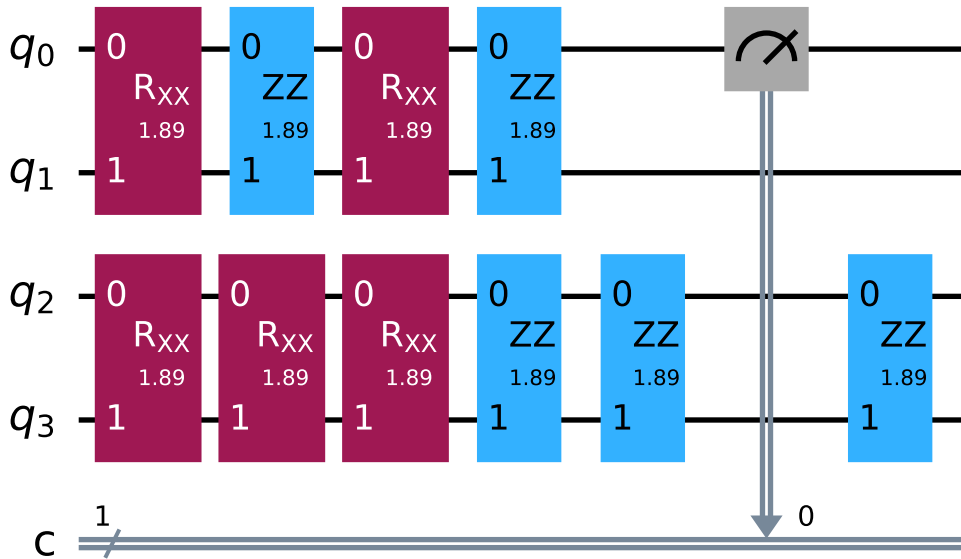 q0 0 0 0 0
RXX ZZ RXX ZZ
1.89 1.89 1.89 1.89
q1 1 1 1 1
q2 0 0 0 0 0 0
RXX RXX RXX ZZ ZZ ZZ
1.89 1.89 1.89 1.89 1.89 1.89
q3 1 1 1 1 1 1
1 0
c